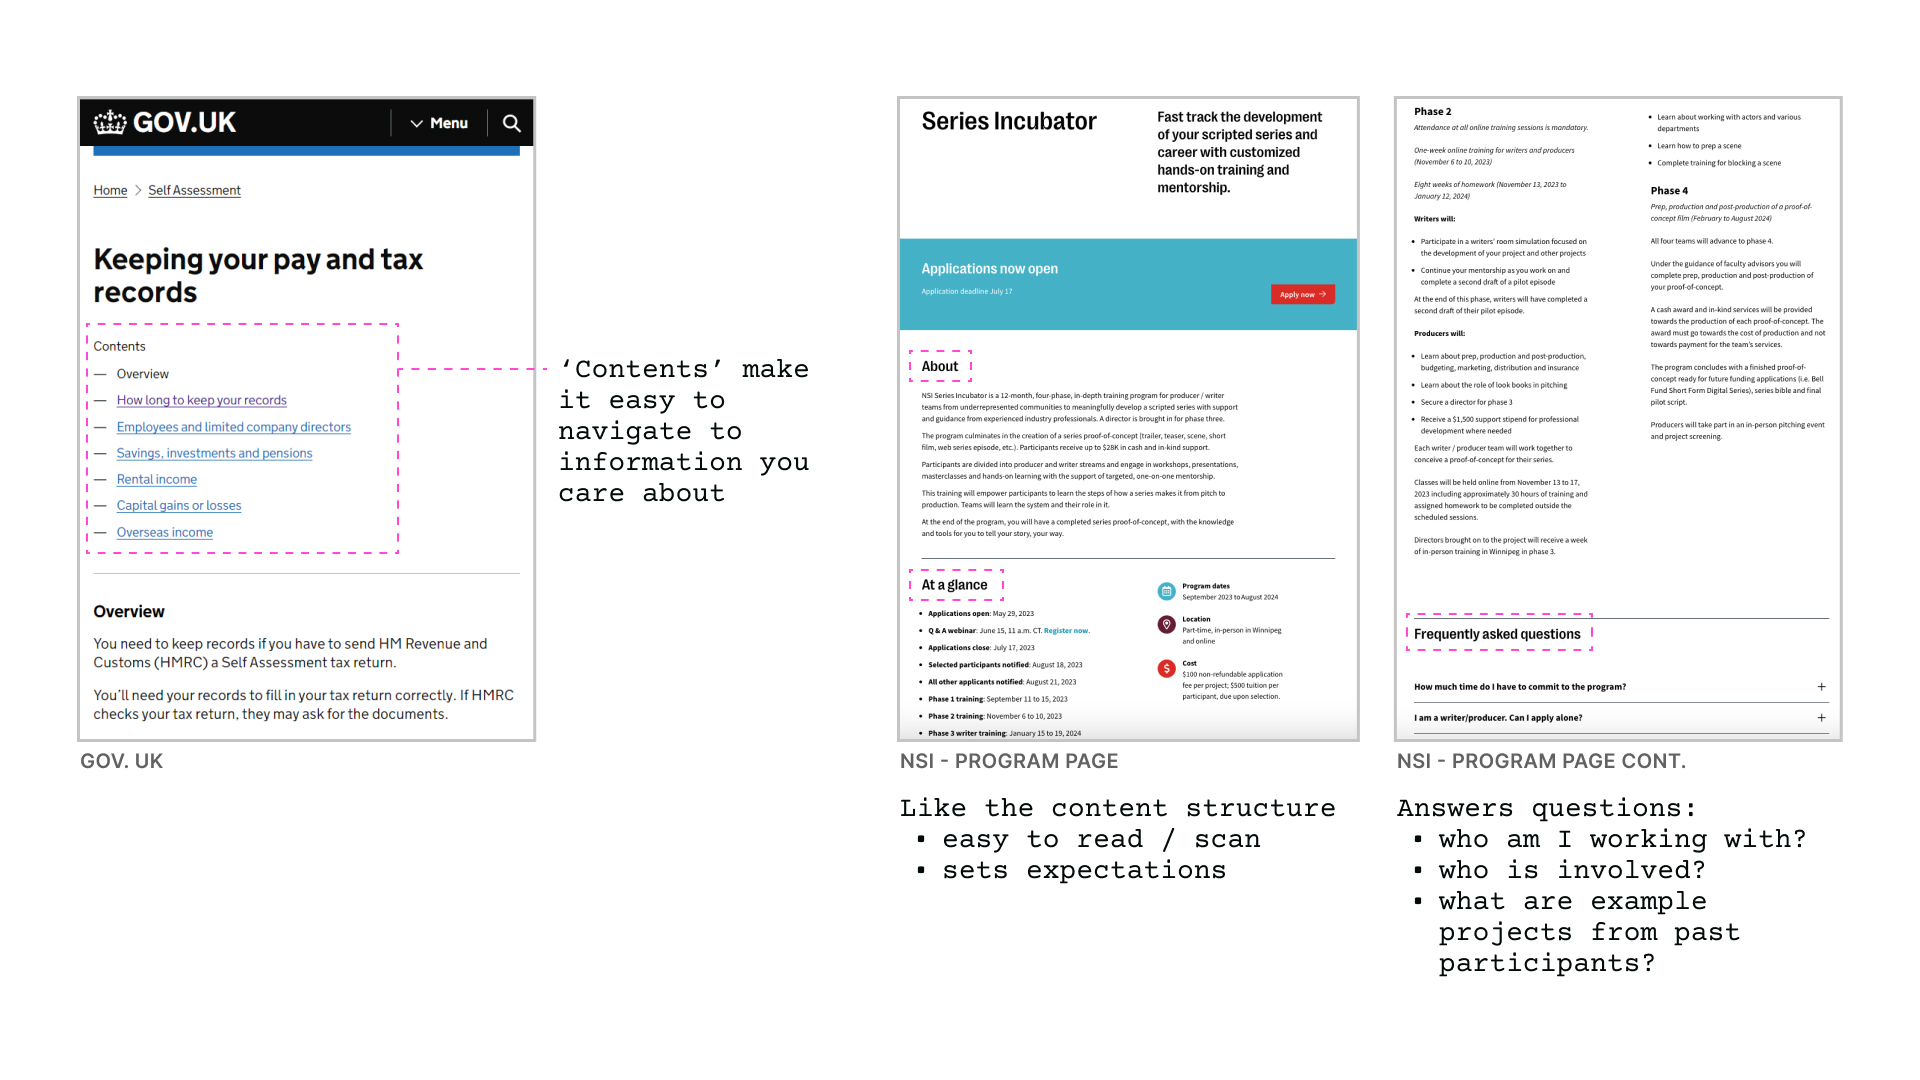 GOV.UK
Menu
Home > Self Assessment
Keeping your pay and tax
records
Contents
— Overview
— How long to keep your records
— Employees and limited company directors
— Savings, investments and pensions
— Rental income
— Capital gains or losses
— Overseas income
Overview
You need to keep records if you have to send HM Revenue and
Customs (HMRC) a Self Assessment tax return.
You'll need your records to fill in your tax return correctly. If HMRC
checks your tax return, they may ask for the documents.
GOV. UK
‘Contents’ make
it easy to
navigate to
information you
care about
Series Incubator
Fast track the development
of your scripted series and
career with customized
hands-on training and
mentorship.
Applications now open
Application deadline July 17
Apply now →
About
NSI Series Incubator is a 12-month, four-phase, in-depth training program for producer / writer
teams from underrepresented communities to meaningfully develop a scripted series with support
and guidance from experienced industry professionals. A director is brought in for phase three.
The program culminates in the creation of a series proof-of-concept (trailer, teaser, scene, short
film, web series episode, etc.). Participants receive up to $28K in cash and in-kind support.
Participants are divided into producer and writer streams and engage in workshops, presentations,
masterclasses and hands-on learning with the support of targeted, one-on-one mentorship.
This training will empower participants to learn the steps of how a series makes it from pitch to
production. Teams will learn the system and their role in it.
At the end of the program, you will have a completed series proof-of-concept, with the knowledge
and tools for you to tell your story, your way.
At a glance
• Applications open: May 29, 2023
• Q & A webinar: June 15, 11 a.m. CT. Register now.
• Applications close: July 17, 2023
• Selected participants notified: August 18, 2023
• All other applicants notified: August 21, 2023
• Phase 1 training: September 11 to 15, 2023
• Phase 2 training: November 6 to 10, 2023
• Phase 3 writer training: January 15 to 19, 2024
Program dates
September 2023 to August 2024
Location
Part-time, in-person in Winnipeg
and online
Cost
$100 non-refundable application
fee per project; $500 tuition per
participant, due upon selection.
NSI - PROGRAM PAGE
Like the content structure
▪ easy to read / scan
▪ sets expectations
Phase 2
Attendance at all online training sessions is mandatory.
One-week online training for writers and producers
(November 6 to 10, 2023)
Eight weeks of homework (November 13, 2023 to
January 12, 2024)
Writers will:
• Participate in a writers' room simulation focused on
the development of your project and other projects
• Continue your mentorship as you work on and
complete a second draft of a pilot episode
At the end of this phase, writers will have completed a
second draft of their pilot episode.
Producers will:
• Learn about prep, production and post-production,
budgeting, marketing, distribution and insurance
• Learn about the role of look books in pitching
• Secure a director for phase 3
• Receive a $1,500 support stipend for professional
development where needed
Each writer / producer team will work together to
conceive a proof-of-concept for their series.
Classes will be held online from November 13 to 17,
2023 including approximately 30 hours of training and
assigned homework to be completed outside the
scheduled sessions.
Directors brought on to the project will receive a week
of in-person training in Winnipeg in phase 3.
• Learn about working with actors and various
departments
• Learn how to prep a scene
• Complete training for blocking a scene
Phase 4
Prep, production and post-production of a proof-of-
concept film (February to August 2024)
All four teams will advance to phase 4.
Under the guidance of faculty advisors you will
complete prep, production and post-production of
your proof-of-concept.
A cash award and in-kind services will be provided
towards the production of each proof-of-concept. The
award must go towards the cost of production and not
towards payment for the team's services.
The program concludes with a finished proof-of-
concept ready for future funding applications (i.e. Bell
Fund Short Form Digital Series), series bible and final
pilot script.
Producers will take part in an in-person pitching event
and project screening.
Frequently asked questions
How much time do I have to commit to the program? +
I am a writer/producer. Can I apply alone? +
NSI - PROGRAM PAGE CONT.
Answers questions:
▪ who am I working with?
▪ who is involved?
▪ what are example
projects from past
participants?